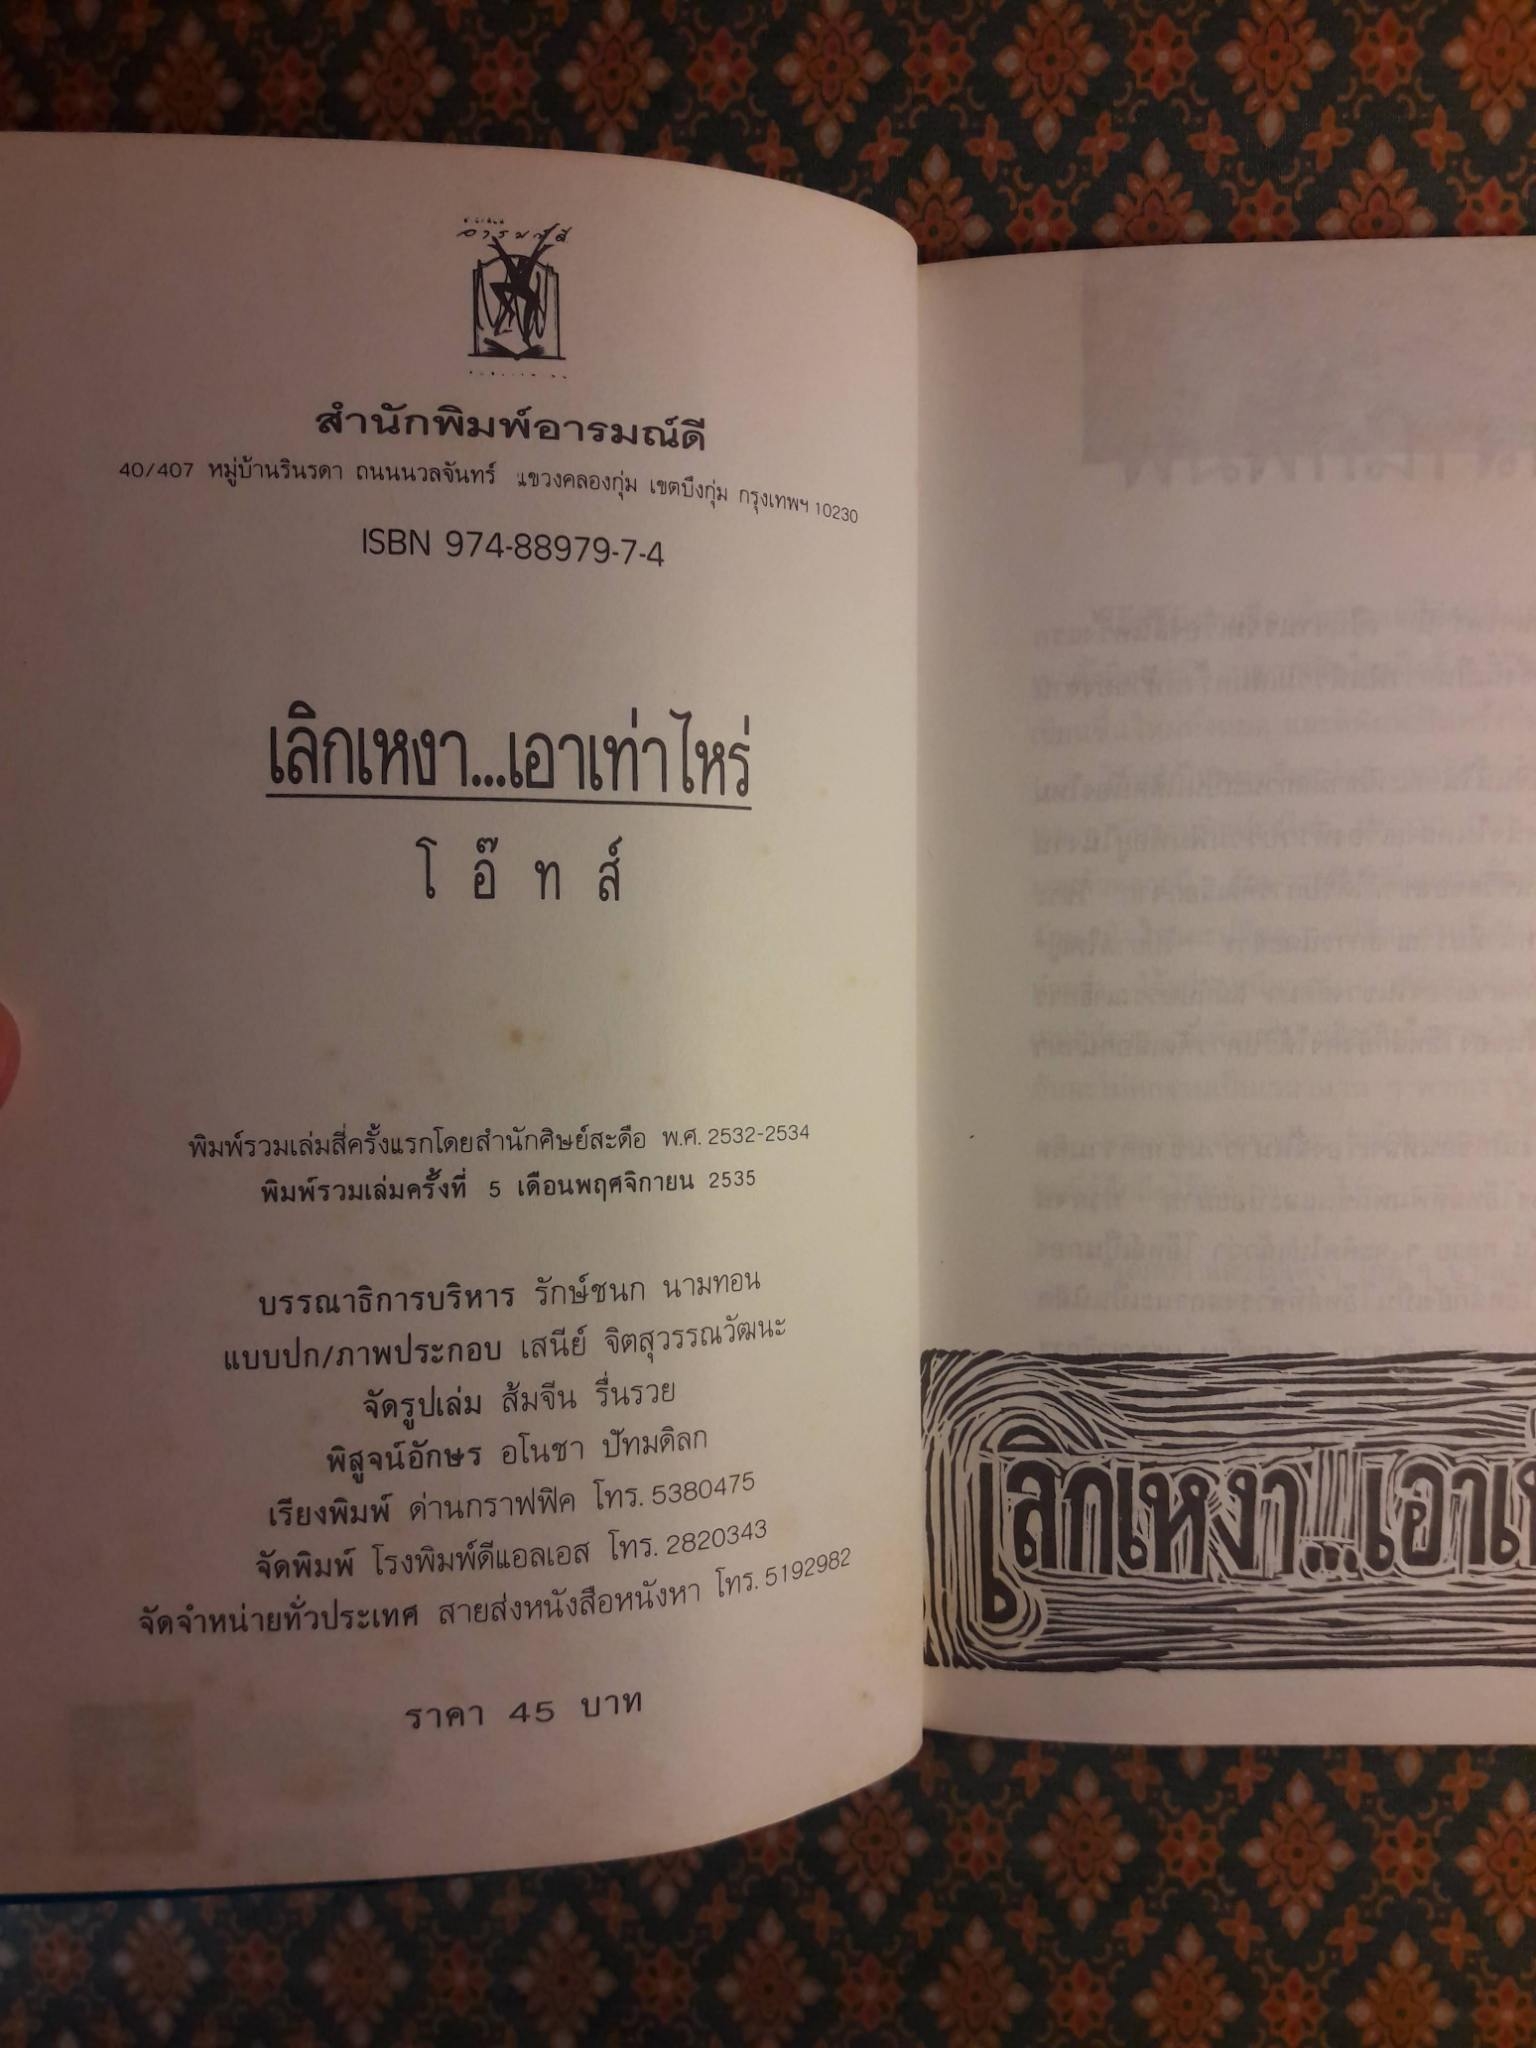 อารมณ์ดี
สำนักพิมพ์อารมณ์ดี
40/407 หมู่บ้านรินรดา ถนนนวลจันทร์ แขวงคลองกุ่ม เขตบึงกุ่ม กรุงเทพฯ 10230
ISBN 974-88979-7-4
เลิกเหงา...เอาเท่าไหร่
โอ๊ทส์
พิมพ์รวมเล่มสี่ครั้งแรกโดยสำนักศิษย์สะดือ พ.ศ. 2532-2534
พิมพ์รวมเล่มครั้งที่ 5 เดือนพฤศจิกายน 2535
บรรณาธิการบริหาร รักษ์ชนก นามทอน
แบบปก/ภาพประกอบ เสนีย์ จิตสุวรรณวัฒนะ
จัดรูปเล่ม ส้มจีน รื่นรวย
พิสูจน์อักษร อโนชา ปัทมดิลก
เรียงพิมพ์ ด่านกราฟฟิค โทร. 5380475
จัดพิมพ์ โรงพิมพ์ดีแอลเอส โทร. 2820343
จัดจำหน่ายทั่วประเทศ สายส่งหนังสือหนังหา โทร. 5192982
ราคา 45 บาท
เลิกเหงา...เอาเท